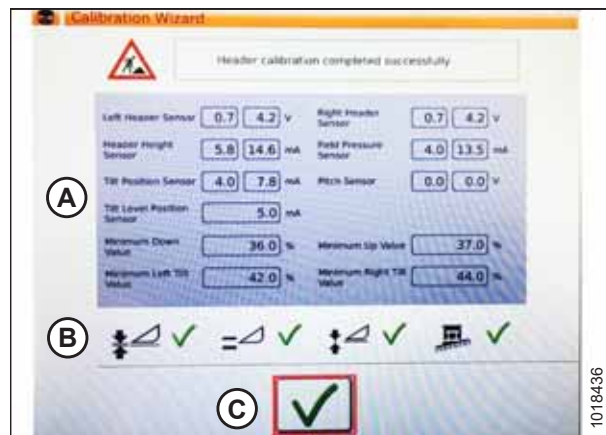 Calibration Wizard
Header calibration completed successfully
Left Header Sensor 0.7 4.2 V Right Header Sensor 0.7 4.2 V
Header Height Sensor 5.8 14.6 mA Field Pressure Sensor 4.0 13.5 mA
Tilt Position Sensor 4.0 7.8 mA Pitch Sensor 0.0 0.0 V
A
Tilt Level Position Sensor 5.0 mA
Minimum Down Value 36.0 % Minimum Up Value 37.0 %
Minimum Left Tilt Value 42.0 % Minimum Right Tilt Value 44.0 %
B
C
1018436